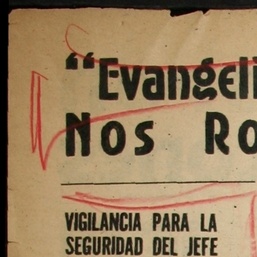 “Evangeli
Nos Ro
VIGILANCIA PARA LA
SEGURIDAD DEL JEFE